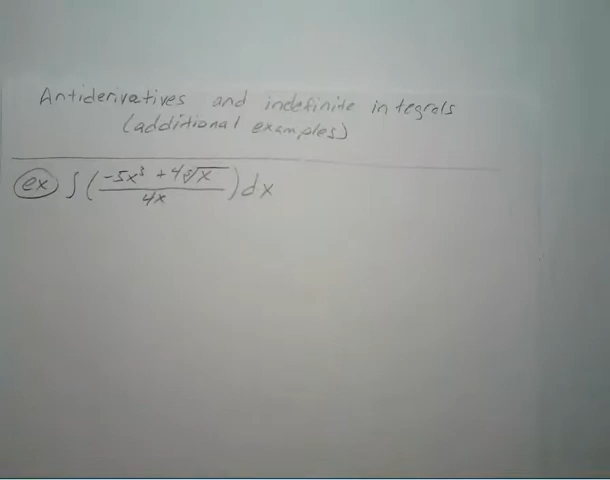 Antiderivatives and indefinite integrals
(additional examples)
ex ∫ ( (-5x³ + 4√x) / 4x ) dx